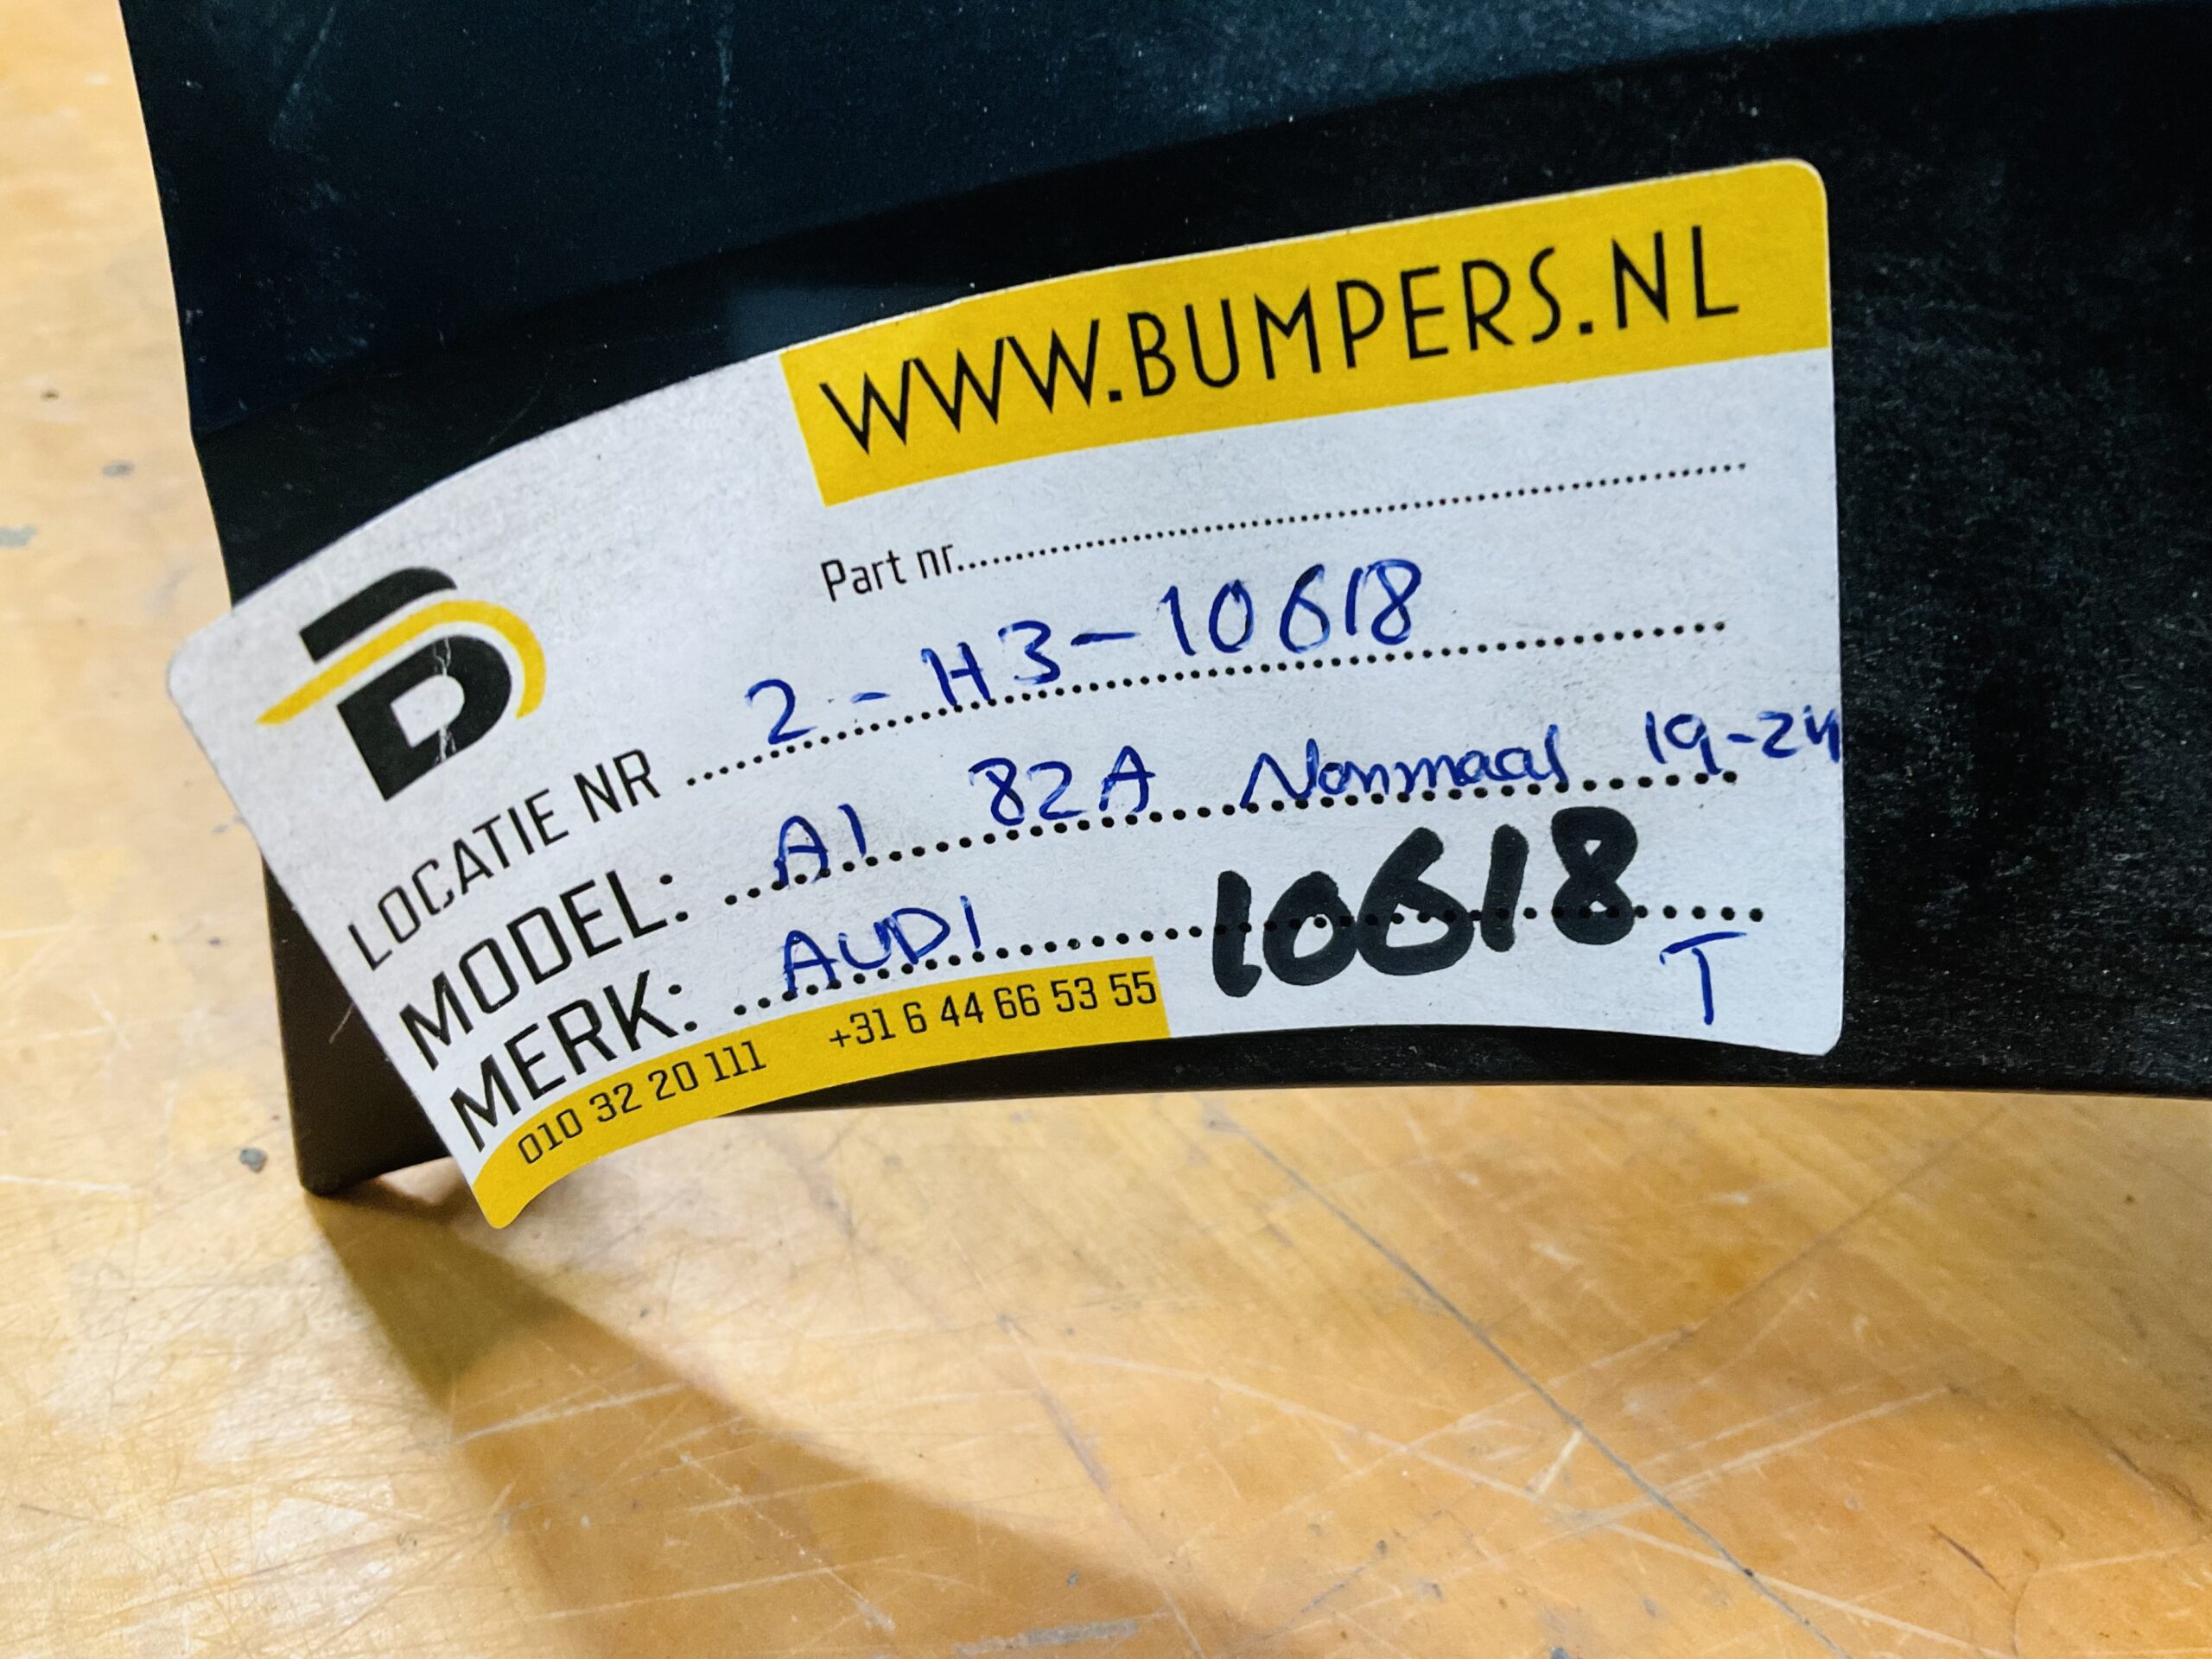 WWW.BUMPERS.NL
Part nr..........
LOCATIE NR 2 - H3 - 10618
MODEL: A1 82A Normaal 19-24
MERK: AUDI 10618
T
010 32 20 111 +31 6 44 66 53 55